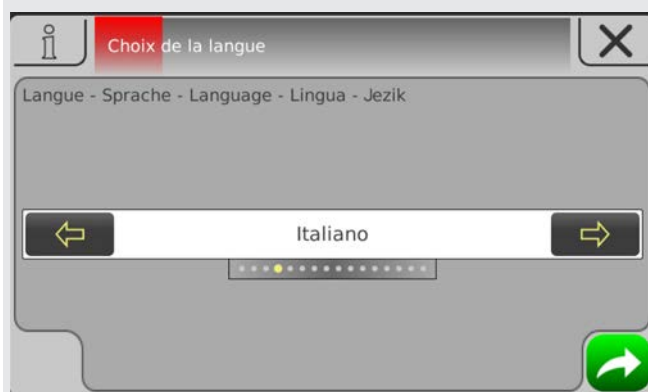 Choix de la langue
Langue - Sprache - Language - Lingua - Jezik
Italiano